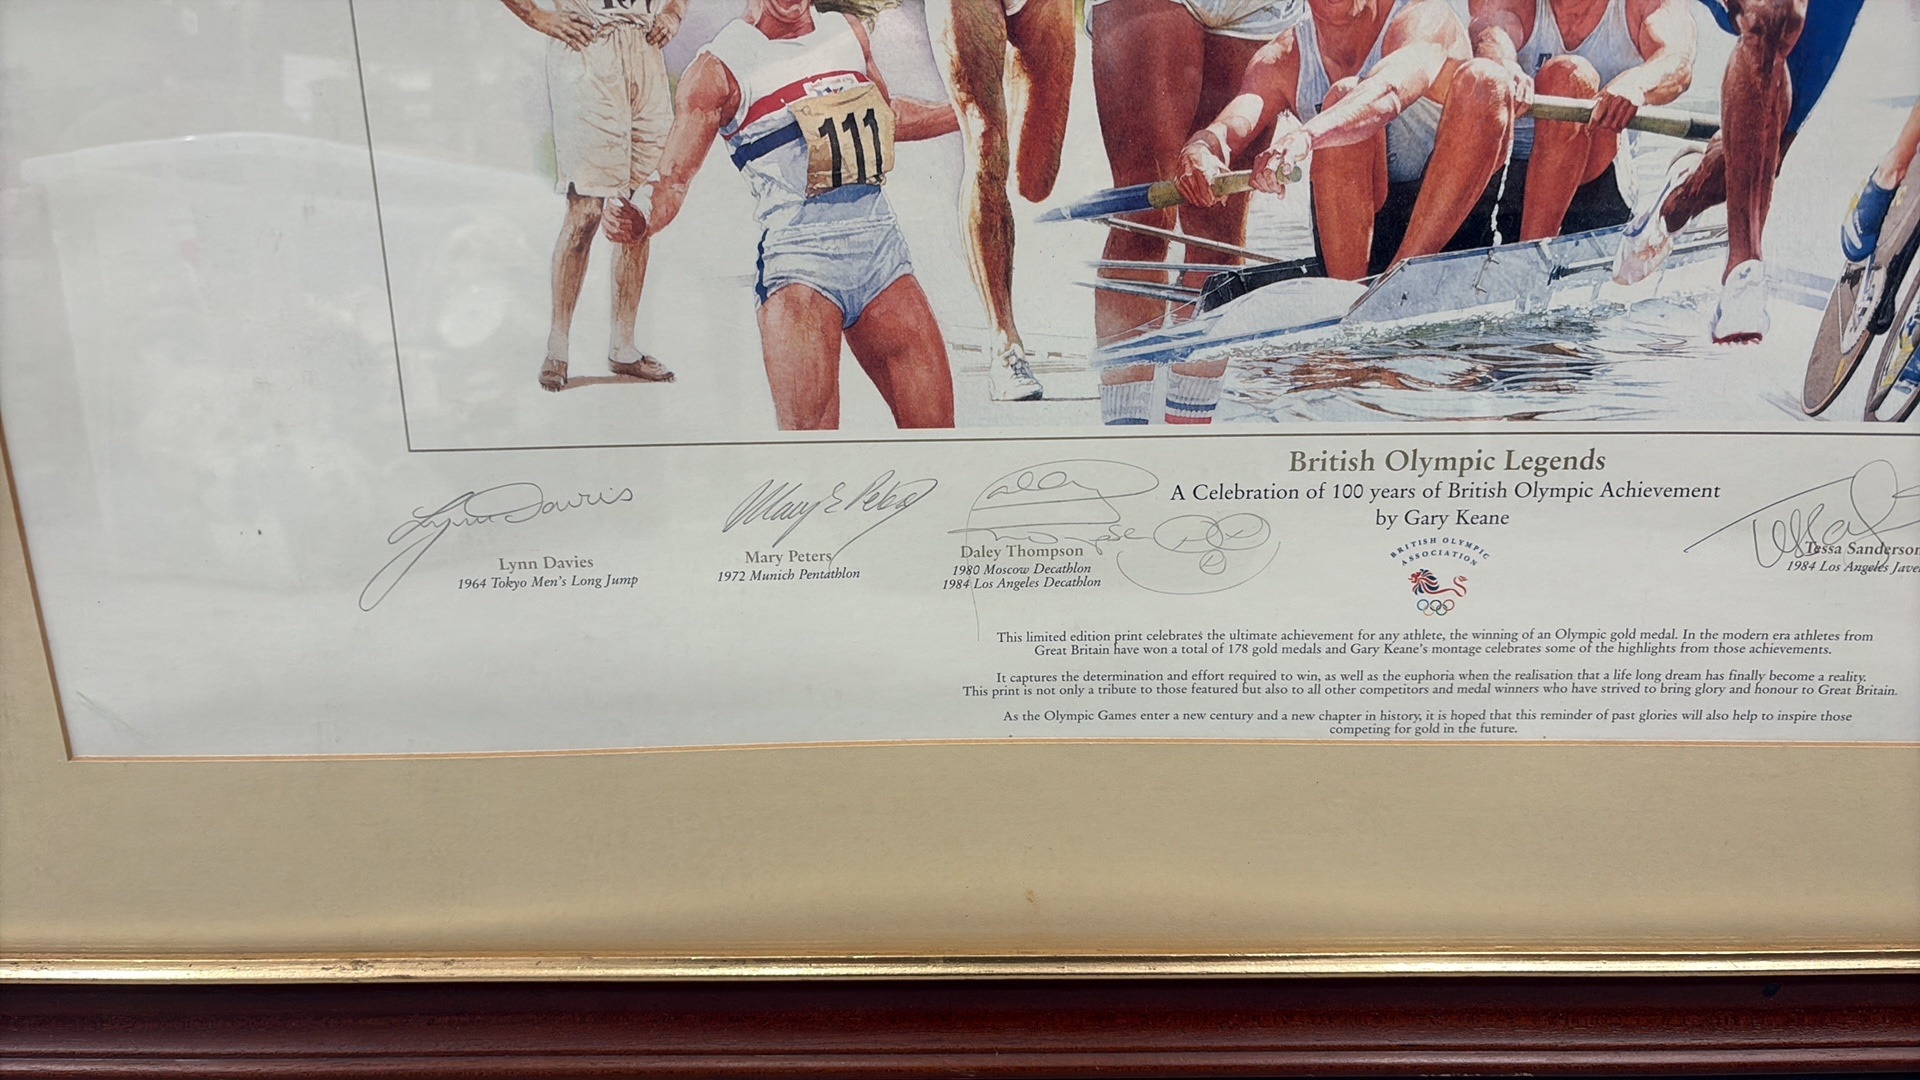 111
British Olympic Legends
A Celebration of 100 years of British Olympic Achievement
by Gary Keane
BRITISH OLYMPIC
ASSOCIATION
Lynn Davis
Lynn Davies
1964 Tokyo Men's Long Jump
Mary E Peters
Mary Peters
1972 Munich Pentathlon
Daley
Thompson
Daley Thompson
1980 Moscow Decathlon
1984 Los Angeles Decathlon
Tessa
Tessa Sanderson
1984 Los Angeles
This limited edition print celebrates the ultimate achievement for any athlete, the winning of an Olympic gold medal. In the modern era athletes from
Great Britain have won a total of 178 gold medals and Gary Keane's montage celebrates some of the highlights from those achievements.
It captures the determination and effort required to win, as well as the euphoria when the realisation that a life long dream has finally become a reality.
This print is not only a tribute to those featured but also to all other competitors and medal winners who have strived to bring glory and honour to Great Britain.
As the Olympic Games enter a new century and a new chapter in history, it is hoped that this reminder of past glories will also help to inspire those
competing for gold in the future.